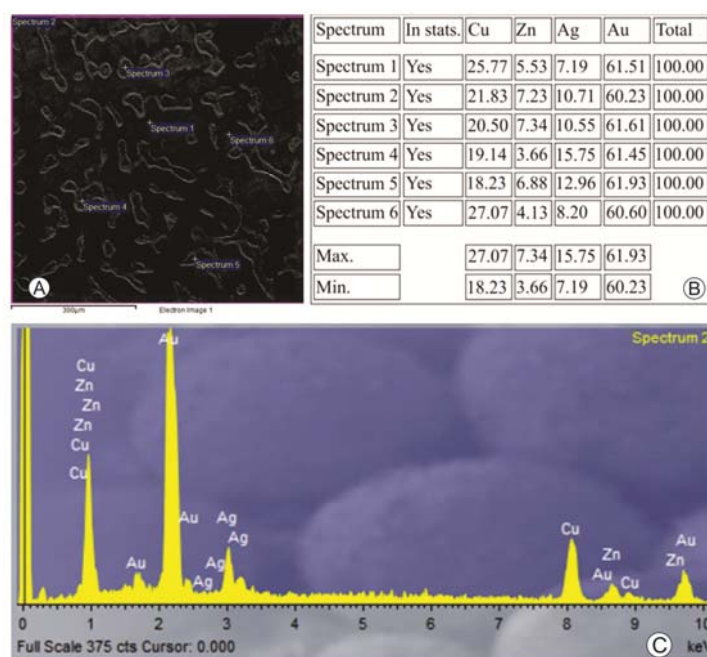 Spectrum 2
Spectrum 3
Spectrum 1
Spectrum 6
Spectrum 4
Spectrum 5
A
300µm Electron Image 1
Spectrum In stats. Cu Zn Ag Au Total
Spectrum 1 Yes 25.77 5.53 7.19 61.51 100.00
Spectrum 2 Yes 21.83 7.23 10.71 60.23 100.00
Spectrum 3 Yes 20.50 7.34 10.55 61.61 100.00
Spectrum 4 Yes 19.14 3.66 15.75 61.45 100.00
Spectrum 5 Yes 18.23 6.88 12.96 61.93 100.00
Spectrum 6 Yes 27.07 4.13 8.20 60.60 100.00
Max. 27.07 7.34 15.75 61.93
Min. 18.23 3.66 7.19 60.23
B
Spectrum 2
Au
Cu
Zn
Zn
Zn
Cu
Cu
Au
Au
Ag
Ag
Ag
Ag
Cu
Zn
Au
Cu
Au
Zn
0 1 2 3 4 5 6 7 8 9 10
Full Scale 375 cts Cursor: 0.000 keV
C